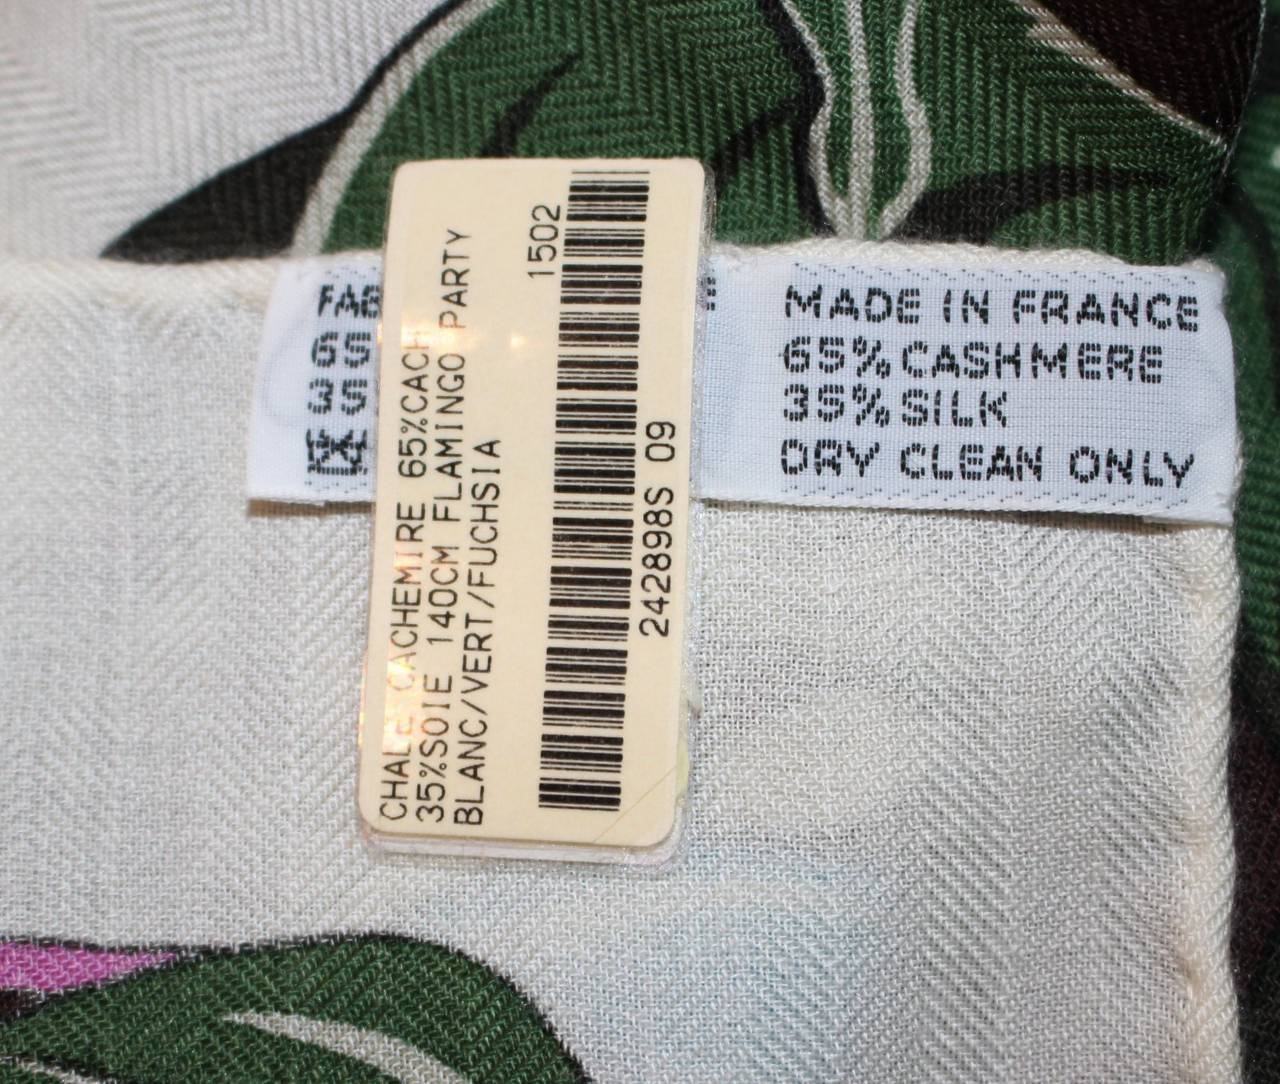 FAB
65
35
CHALE CACHEMIRE 65%CACH
35%SOIE 140CM FLAMINGO PARTY
BLANC/VERT/FUCHSIA
1502
242898S 09
MADE IN FRANCE
65% CASHMERE
35% SILK
DRY CLEAN ONLY